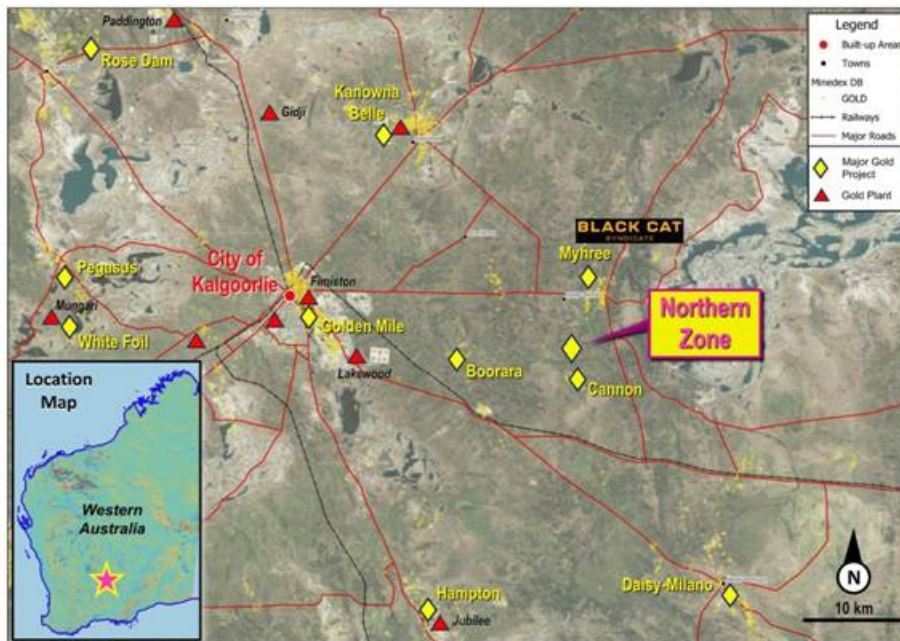 Paddington
Rose Dam
Gidji
Kanowna
Belle
Legend
Built-up Areas
Towns
Minedex DB
GOLD
Railways
Major Roads
Major Gold
Project
Gold Plant
BLACK CAT
SYNDICATE
Myhree
Pegasus
City of
Kalgoorlie
Fimiston
Mungari
White Foil
Golden Mile
Northern
Zone
Lakewood
Boorara
Cannon
Location
Map
Western
Australia
Hampton
Jubilee
Daisy-Milano
N
10 km